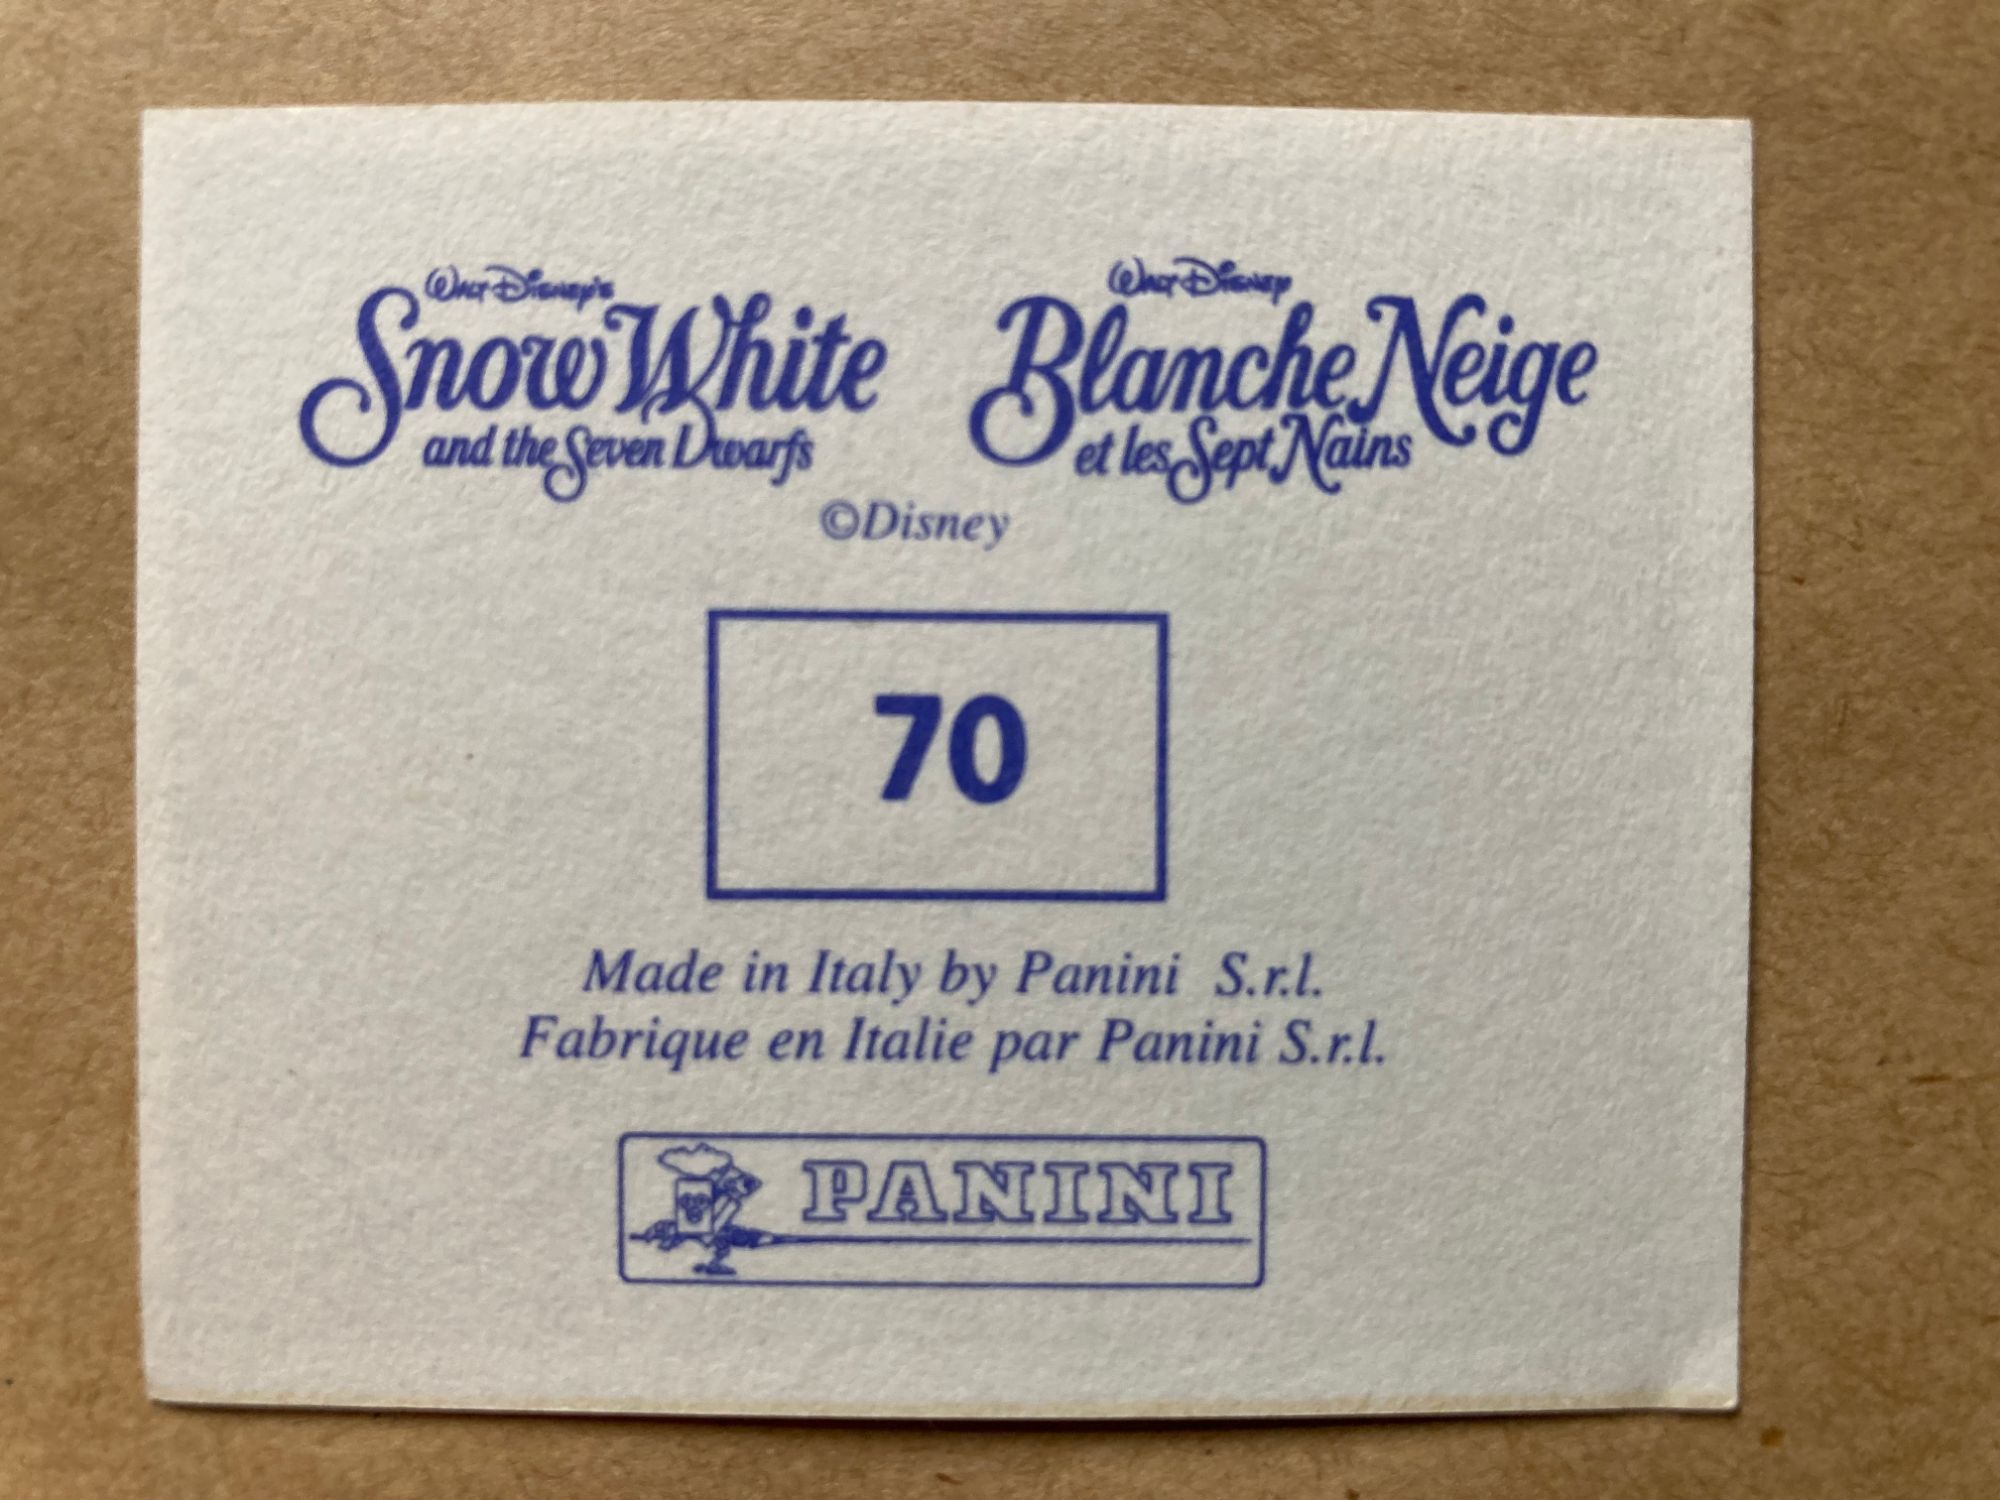 Walt Disney's
Snow White
and the Seven Dwarfs
Walt Disney
Blanche Neige
et les Sept Nains
©Disney
70
Made in Italy by Panini S.r.l.
Fabrique en Italie par Panini S.r.l.
PANINI